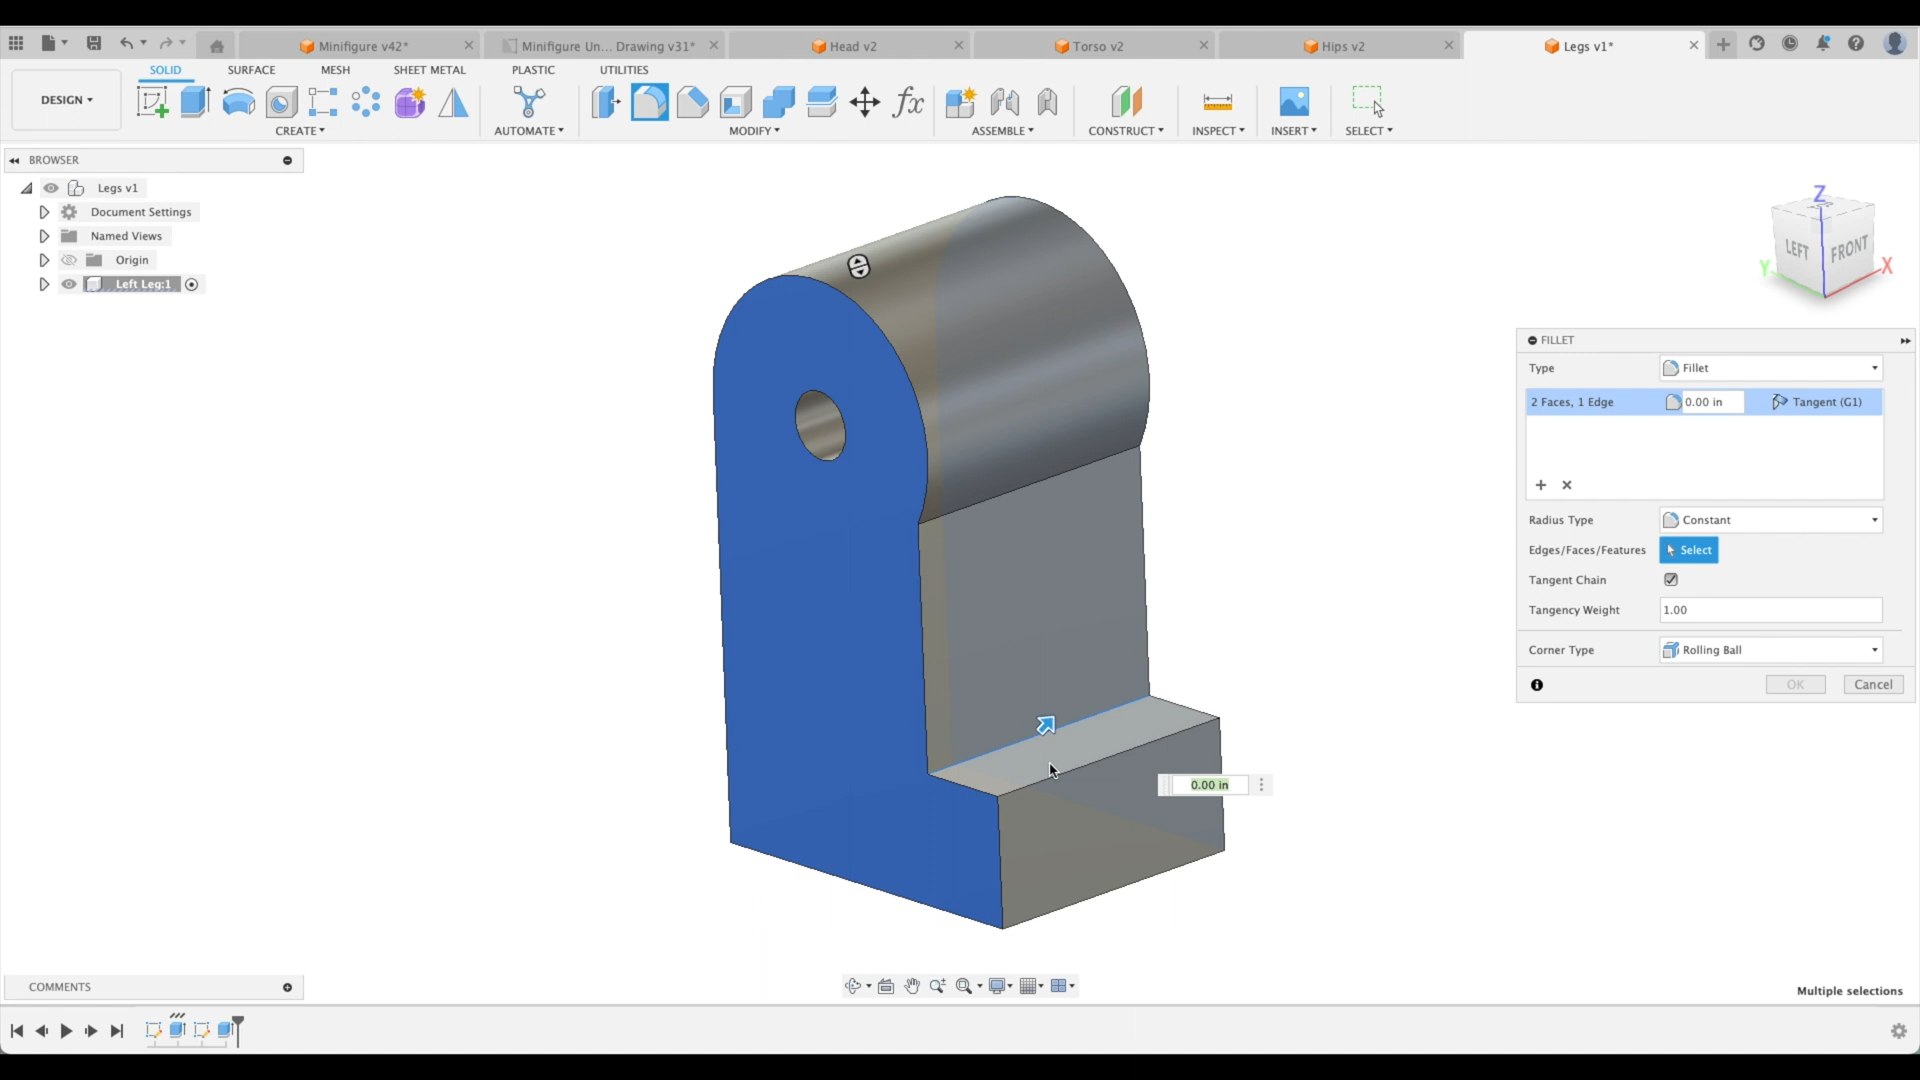 Minifigure v42*
Minifigure Un... Drawing v31*
Head v2
Torso v2
Hips v2
Legs v1*
SOLID
SURFACE
MESH
SHEET METAL
PLASTIC
UTILITIES
DESIGN
fx
CREATE
AUTOMATE
MODIFY
ASSEMBLE
CONSTRUCT
INSPECT
INSERT
SELECT
BROWSER
Legs v1
Document Settings
Named Views
Origin
Left Leg:1
Z
LEFT
FRONT
Y
X
FILLET
Type
Fillet
2 Faces, 1 Edge
0.00 in
Tangent (G1)
Radius Type
Constant
Edges/Faces/Features
Select
Tangent Chain
Tangency Weight
1.00
Corner Type
Rolling Ball
OK
Cancel
0.00 in
COMMENTS
Multiple selections